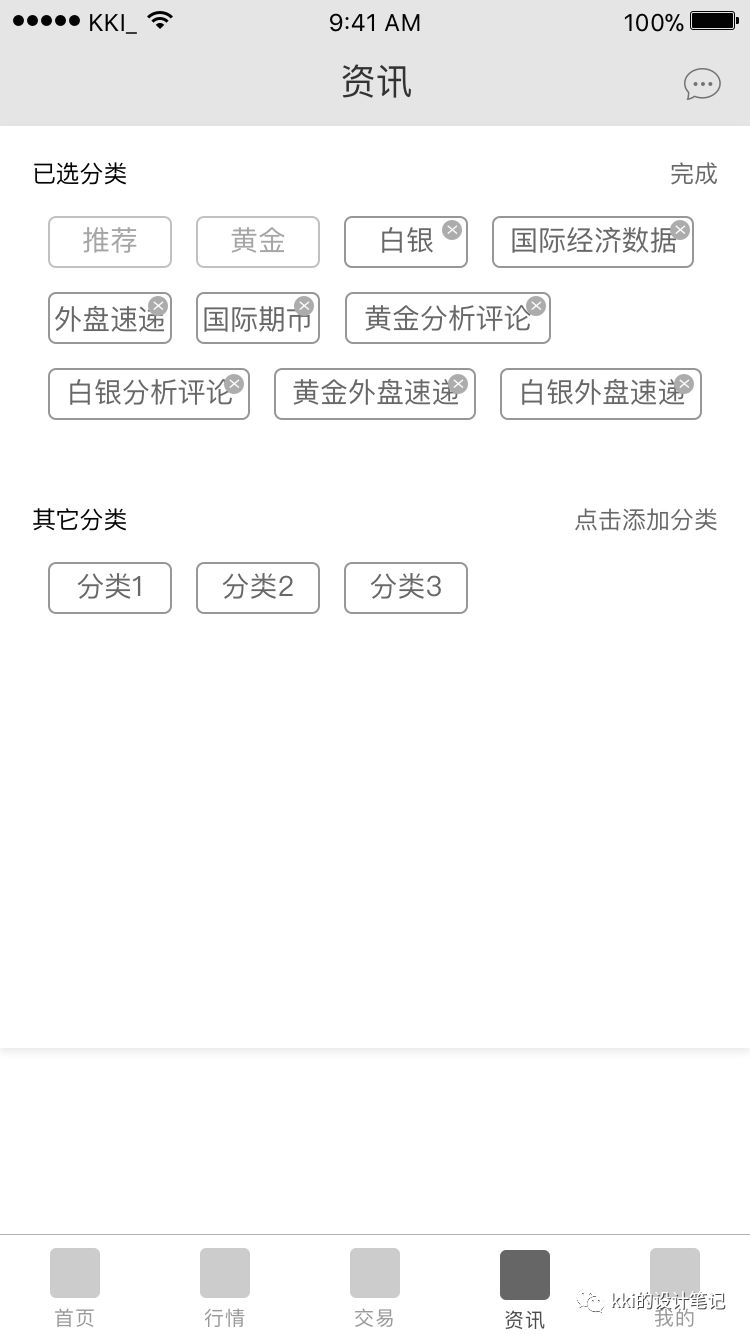 KKI_ 9:41 AM 100%
资讯
已选分类 完成
推荐 黄金 白银 国际经济数据
外盘速递 国际期市 黄金分析评论
白银分析评论 黄金外盘速递 白银外盘速递
其它分类 点击添加分类
分类1 分类2 分类3
kki的设计笔记
首页 行情 交易 资讯 我的